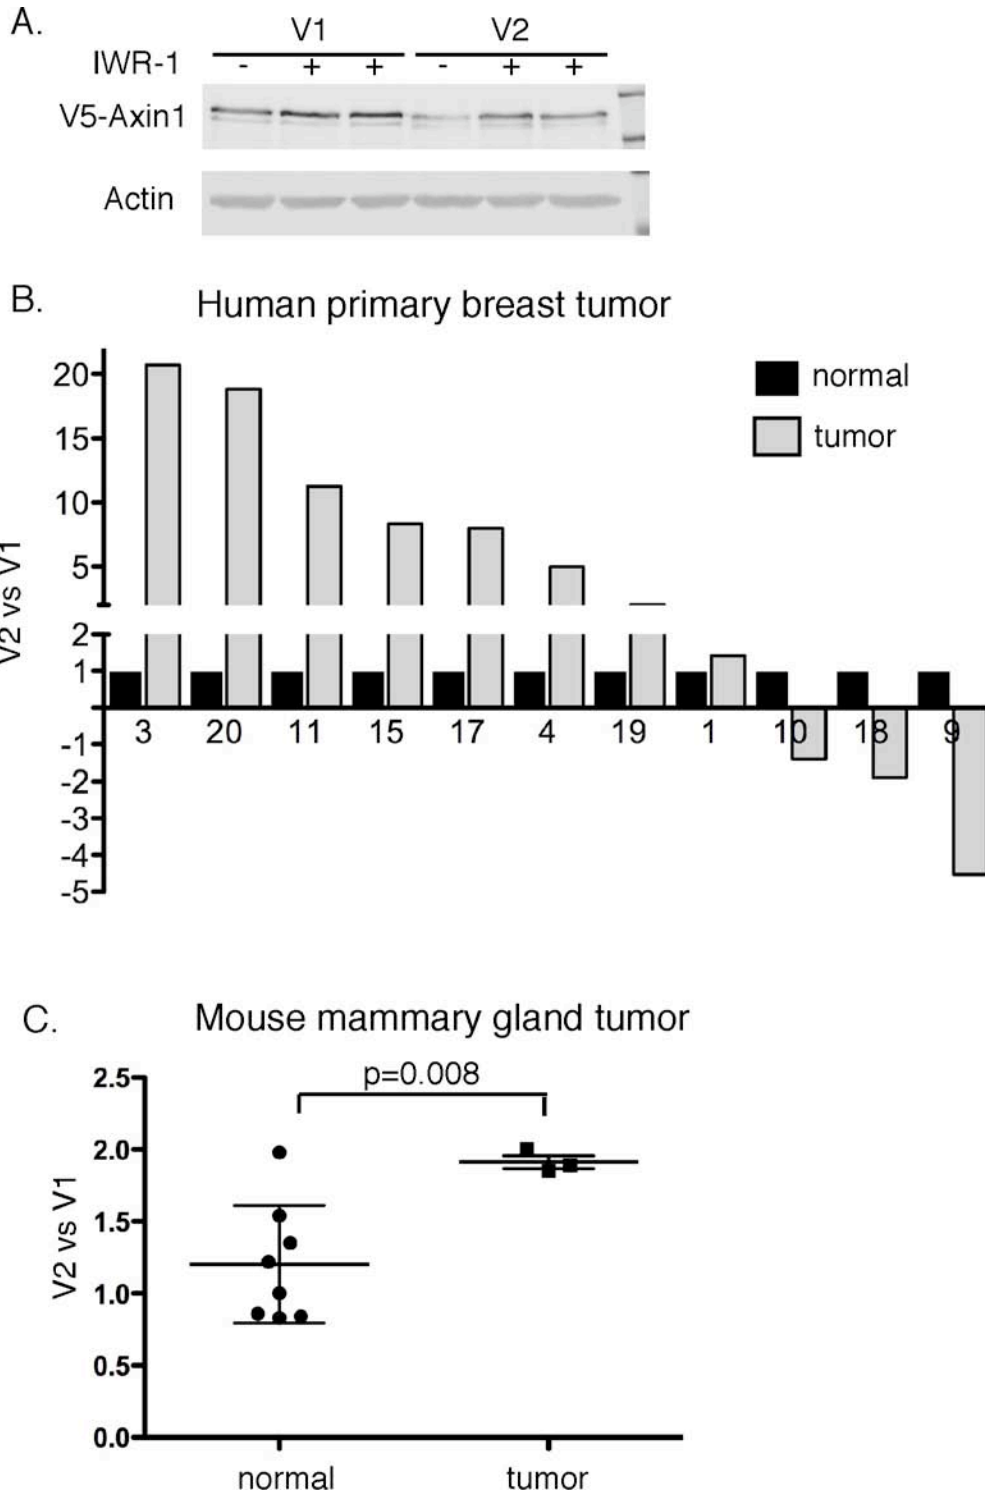 A.
V1 V2
IWR-1 - + + - + +
V5-Axin1
Actin
B. Human primary breast tumor
normal
tumor
V2 vs V1
20
15
10
5
2
1
3 20 11 15 17 4 19 1 10 18 9
-1
-2
-3
-4
-5
C. Mouse mammary gland tumor
p=0.008
V2 vs V1
2.5
2.0
1.5
1.0
0.5
0.0
normal tumor